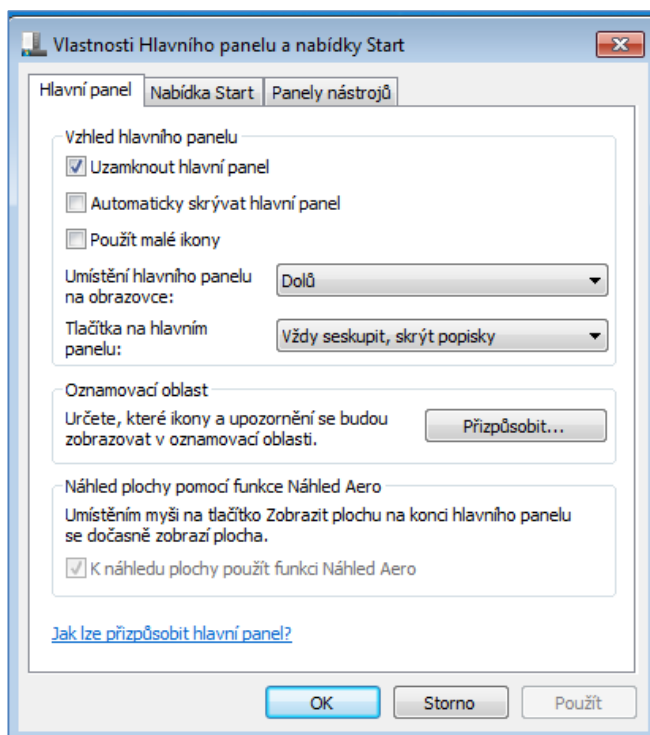 Vlastnosti Hlavního panelu a nabídky Start
Hlavní panel
Nabídka Start
Panely nástrojů
Vzhled hlavního panelu
Uzamknout hlavní panel
Automaticky skrývat hlavní panel
Použít malé ikony
Umístění hlavního panelu
na obrazovce:
Dolů
Tlačítka na hlavním
panelu:
Vždy seskupit, skrýt popisky
Oznamovací oblast
Určete, které ikony a upozornění se budou
zobrazovat v oznamovací oblasti.
Přizpůsobit...
Náhled plochy pomocí funkce Náhled Aero
Umístěním myši na tlačítko Zobrazit plochu na konci hlavního panelu
se dočasně zobrazí plocha.
K náhledu plochy použít funkci Náhled Aero
Jak lze přizpůsobit hlavní panel?
OK
Storno
Použít